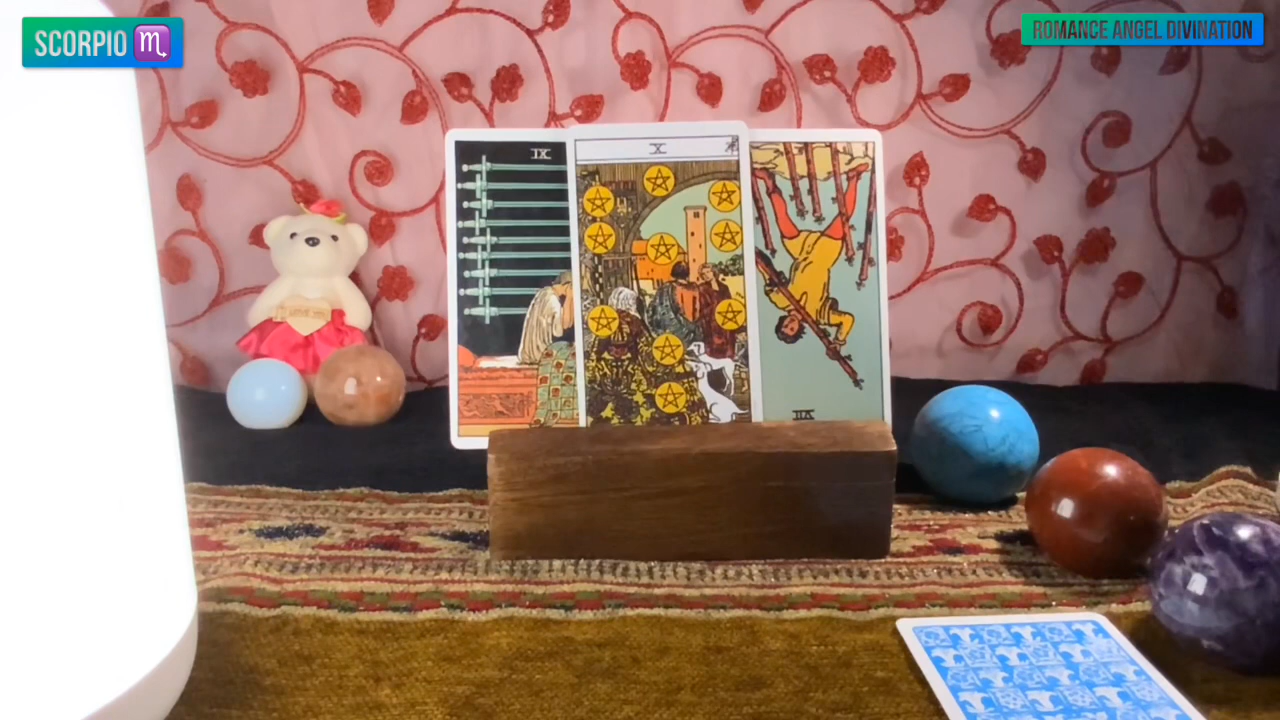 SCORPIO ♏
ROMANCE ANGEL DIVINATION
IX
X
VII